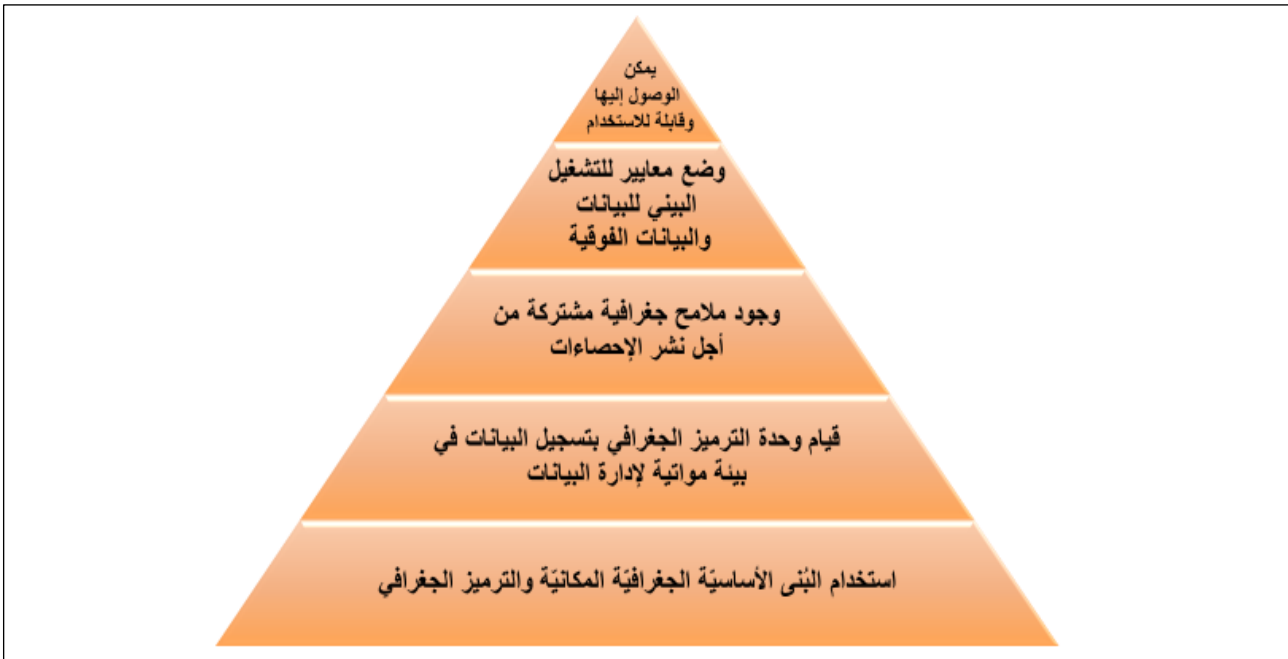 يمكن
الوصول إليها
وقابلة للاستخدام
وضع معايير للتشغيل
البيني للبيانات
والبيانات الفوقية
وجود ملامح جغرافية مشتركة من
أجل نشر الإحصاءات
قيام وحدة الترميز الجغرافي بتسجيل البيانات في
بيئة مواتية لإدارة البيانات
استخدام البُنى الأساسيّة الجغرافيّة المكانيّة والترميز الجغرافي